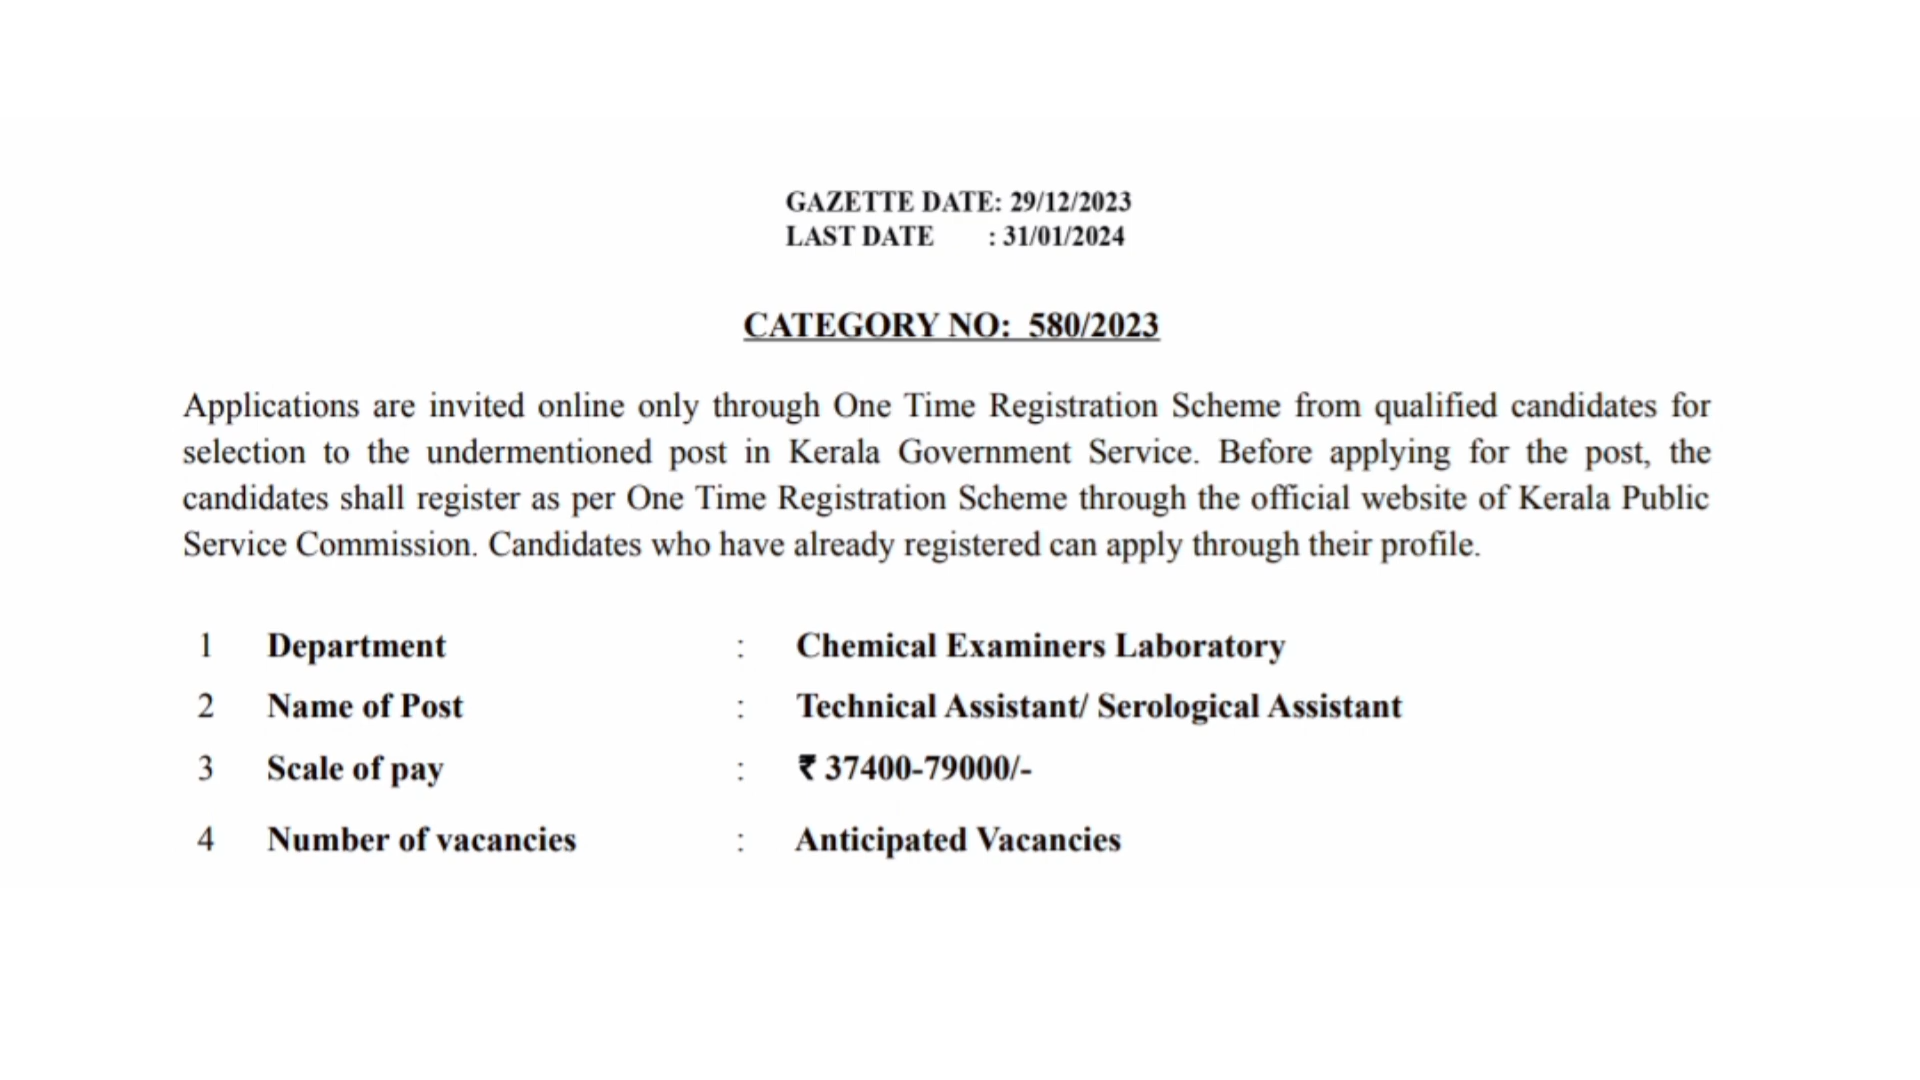 GAZETTE DATE: 29/12/2023
LAST DATE : 31/01/2024
CATEGORY NO: 580/2023
Applications are invited online only through One Time Registration Scheme from qualified candidates for
selection to the undermentioned post in Kerala Government Service. Before applying for the post, the
candidates shall register as per One Time Registration Scheme through the official website of Kerala Public
Service Commission. Candidates who have already registered can apply through their profile.
1 Department : Chemical Examiners Laboratory
2 Name of Post : Technical Assistant/ Serological Assistant
3 Scale of pay : ₹ 37400-79000/-
4 Number of vacancies : Anticipated Vacancies